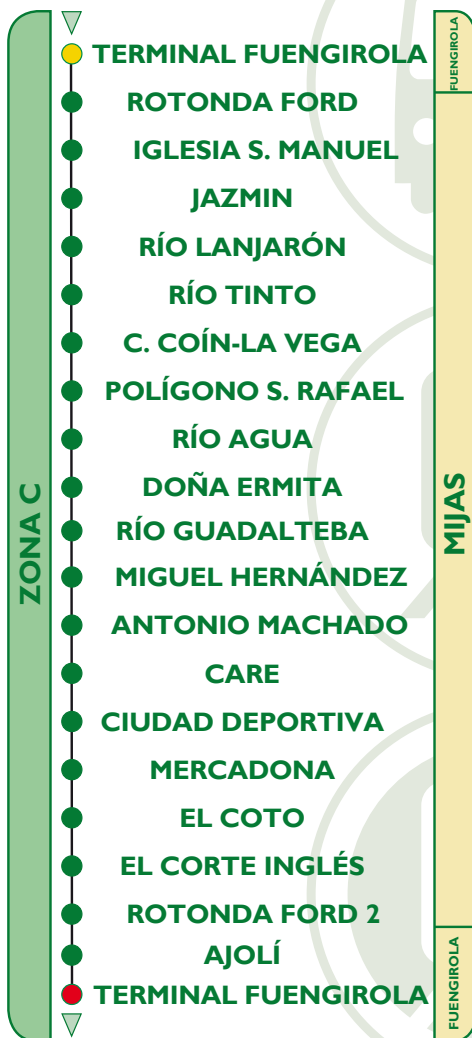 ZONA C
TERMINAL FUENGIROLA
ROTONDA FORD
IGLESIA S. MANUEL
JAZMIN
RÍO LANJARÓN
RÍO TINTO
C. COÍN-LA VEGA
POLÍGONO S. RAFAEL
RÍO AGUA
DOÑA ERMITA
RÍO GUADALTEBA
MIGUEL HERNÁNDEZ
ANTONIO MACHADO
CARE
CIUDAD DEPORTIVA
MERCADONA
EL COTO
EL CORTE INGLÉS
ROTONDA FORD 2
AJOLÍ
TERMINAL FUENGIROLA
FUENGIROLA
MIJAS
FUENGIROLA